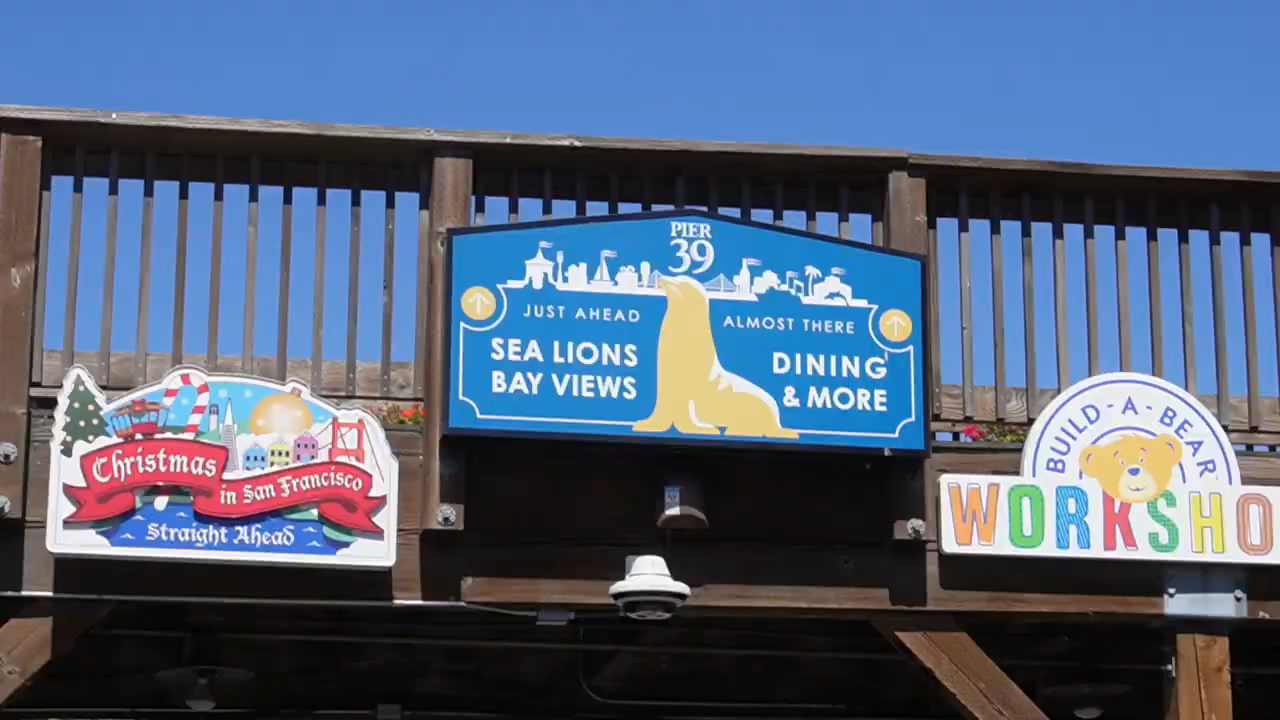 PIER
39
JUST AHEAD
SEA LIONS
BAY VIEWS
ALMOST THERE
DINING
& MORE
Christmas
in San Francisco
Straight Ahead
BUILD-A-BEAR
WORKSHO